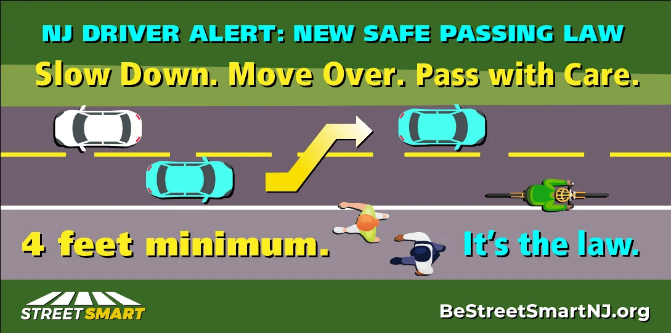 NJ DRIVER ALERT: NEW SAFE PASSING LAW
Slow Down. Move Over. Pass with Care.
4 feet minimum.
It's the law.
STREETSMART
BeStreetSmartNJ.org